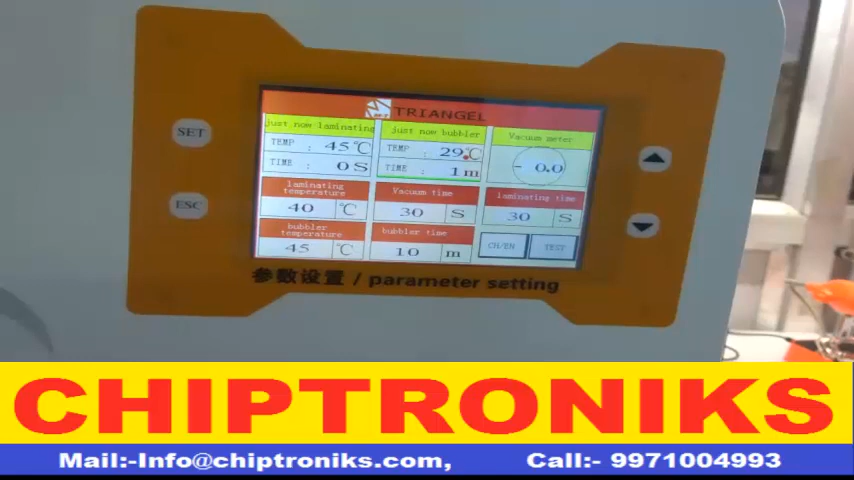 TRIANGEL
just now laminating
TEMP : 45℃
TIME : 0S
just now bubbler
TEMP : 29℃
TIME : 1m
Vacuum meter
- 0.0
laminating temperature
40 ℃
Vacuum time
30 S
laminating time
30 S
bubbler temperature
45 ℃
bubbler time
10 m
CH/EN
TEST
SET
ESC
参数设置 / parameter setting
CHIPTRONIKS
Mail:-Info@chiptroniks.com, Call:- 9971004993